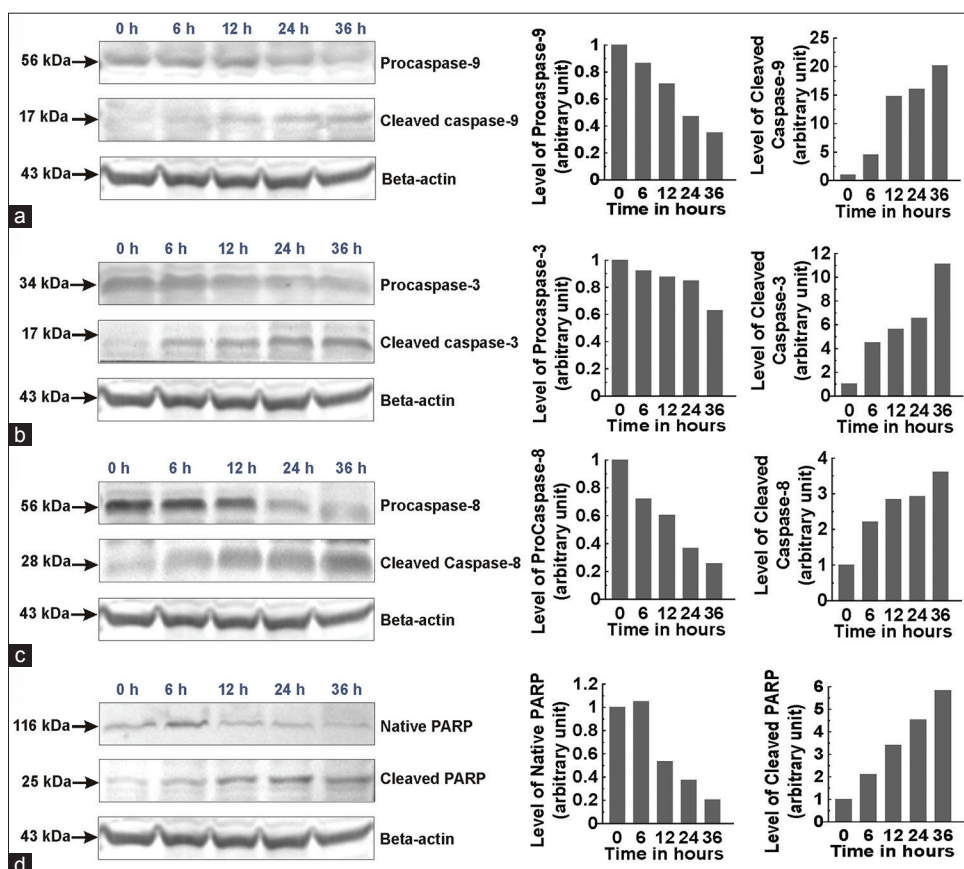 0 h 6 h 12 h 24 h 36 h
56 kDa
Procaspase-9
17 kDa
Cleaved caspase-9
43 kDa
Beta-actin
a
Level of Procaspase-9
(arbitrary unit)
1
0.8
0.6
0.4
0.2
0
0 6 12 24 36
Time in hours
Level of Cleaved
Caspase-9
(arbitrary unit)
25
20
15
10
5
0
0 6 12 24 36
Time in hours
0 h 6 h 12 h 24 h 36 h
34 kDa
Procaspase-3
17 kDa
Cleaved caspase-3
43 kDa
Beta-actin
b
Level of Procaspase-3
(arbitrary unit)
1
0.8
0.6
0.4
0.2
0
0 6 12 24 36
Time in hours
Level of Cleaved
Caspase-3
(arbitrary unit)
12
10
8
6
4
2
0
0 6 12 24 36
Time in hours
0 h 6 h 12 h 24 h 36 h
56 kDa
Procaspase-8
28 kDa
Cleaved Caspase-8
43 kDa
Beta-actin
c
Level of ProCaspase-8
(arbitrary unit)
1
0.8
0.6
0.4
0.2
0
0 6 12 24 36
Time in hours
Level of Cleaved
Caspase-8
(arbitrary unit)
4
3
2
1
0
0 6 12 24 36
Time in hours
0 h 6 h 12 h 24 h 36 h
116 kDa
Native PARP
25 kDa
Cleaved PARP
43 kDa
Beta-actin
d
Level of Native PARP
(arbitrary unit)
1.2
1
0.8
0.6
0.4
0.2
0
0 6 12 24 36
Time in hours
Level of Cleaved PARP
(arbitrary unit)
6
5
4
3
2
1
0
0 6 12 24 36
Time in hours